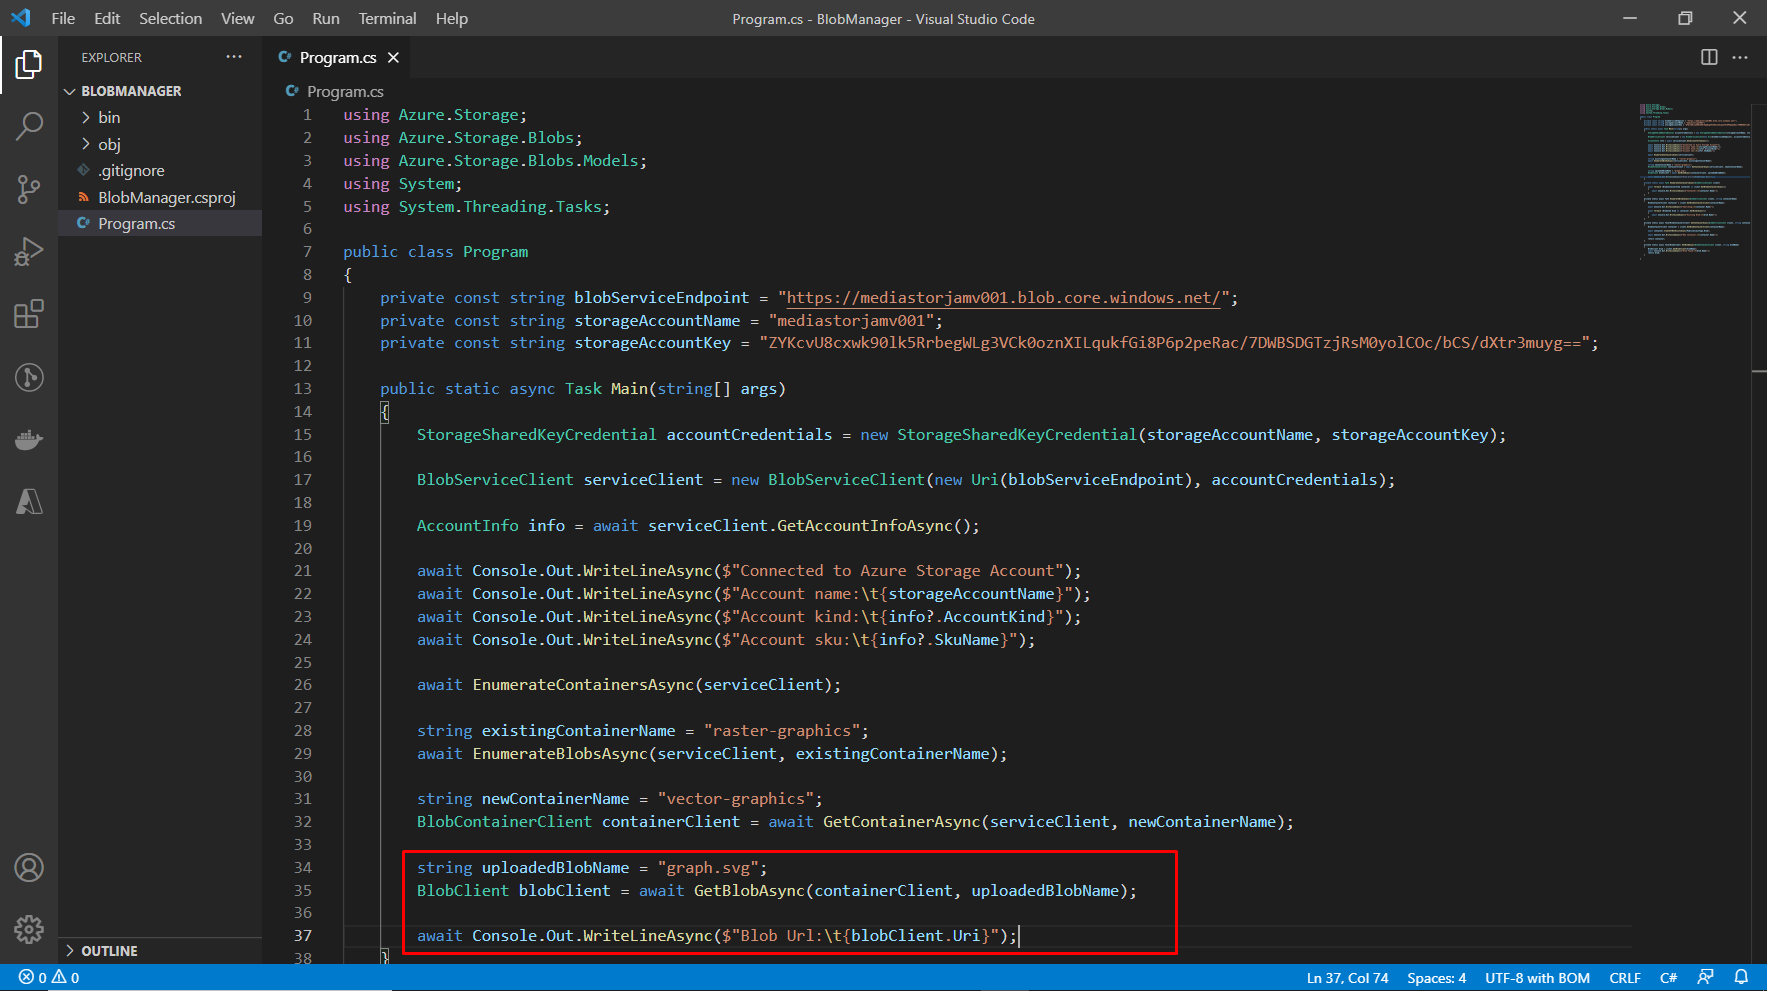 File Edit Selection View Go Run Terminal Help
Program.cs - BlobManager - Visual Studio Code
EXPLORER
BLOBMANAGER
bin
obj
.gitignore
BlobManager.csproj
Program.cs
OUTLINE
Program.cs
Program.cs
1 using Azure.Storage;
2 using Azure.Storage.Blobs;
3 using Azure.Storage.Blobs.Models;
4 using System;
5 using System.Threading.Tasks;
6
7 public class Program
8 {
9 private const string blobServiceEndpoint = "https://mediastorjamv001.blob.core.windows.net/";
10 private const string storageAccountName = "mediastorjamv001";
11 private const string storageAccountKey = "ZYKcvU8cxwk90lk5RrbegWLg3VCk0oznXILqukfGi8P6p2peRac/7DWBSDGTzjRsM0yolCOc/bCS/dXtr3muyg==";
12
13 public static async Task Main(string[] args)
14 {
15 StorageSharedKeyCredential accountCredentials = new StorageSharedKeyCredential(storageAccountName, storageAccountKey);
16
17 BlobServiceClient serviceClient = new BlobServiceClient(new Uri(blobServiceEndpoint), accountCredentials);
18
19 AccountInfo info = await serviceClient.GetAccountInfoAsync();
20
21 await Console.Out.WriteLineAsync($"Connected to Azure Storage Account");
22 await Console.Out.WriteLineAsync($"Account name:\t{storageAccountName}");
23 await Console.Out.WriteLineAsync($"Account kind:\t{info?.AccountKind}");
24 await Console.Out.WriteLineAsync($"Account sku:\t{info?.SkuName}");
25
26 await EnumerateContainersAsync(serviceClient);
27
28 string existingContainerName = "raster-graphics";
29 await EnumerateBlobsAsync(serviceClient, existingContainerName);
30
31 string newContainerName = "vector-graphics";
32 BlobContainerClient containerClient = await GetContainerAsync(serviceClient, newContainerName);
33
34 string uploadedBlobName = "graph.svg";
35 BlobClient blobClient = await GetBlobAsync(containerClient, uploadedBlobName);
36
37 await Console.Out.WriteLineAsync($"Blob Url:\t{blobClient.Uri}");
38 }
0 0
Ln 37, Col 74 Spaces: 4 UTF-8 with BOM CRLF C#